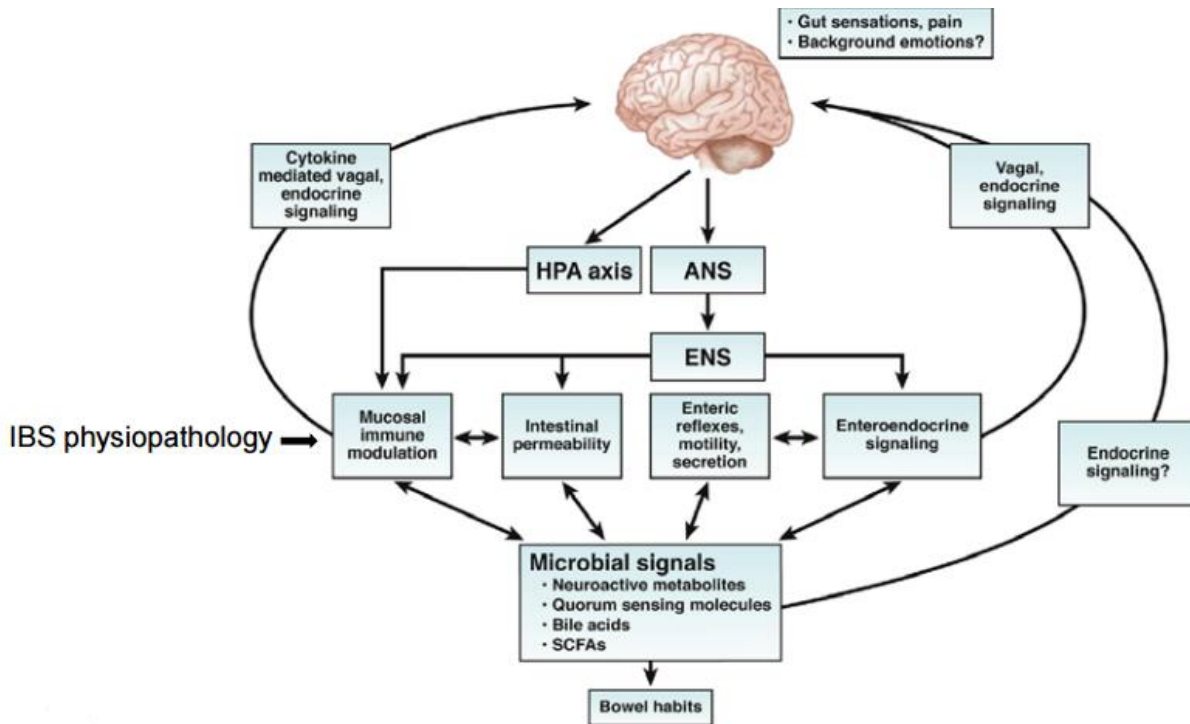 · Gut sensations, pain
· Background emotions?
Cytokine
mediated vagal,
endocrine
signaling
Vagal,
endocrine
signaling
HPA axis
ANS
ENS
IBS physiopathology
Mucosal
immune
modulation
Intestinal
permeability
Enteric
reflexes,
motility,
secretion
Enteroendocrine
signaling
Endocrine
signaling?
Microbial signals
· Neuroactive metabolites
· Quorum sensing molecules
· Bile acids
· SCFAs
Bowel habits